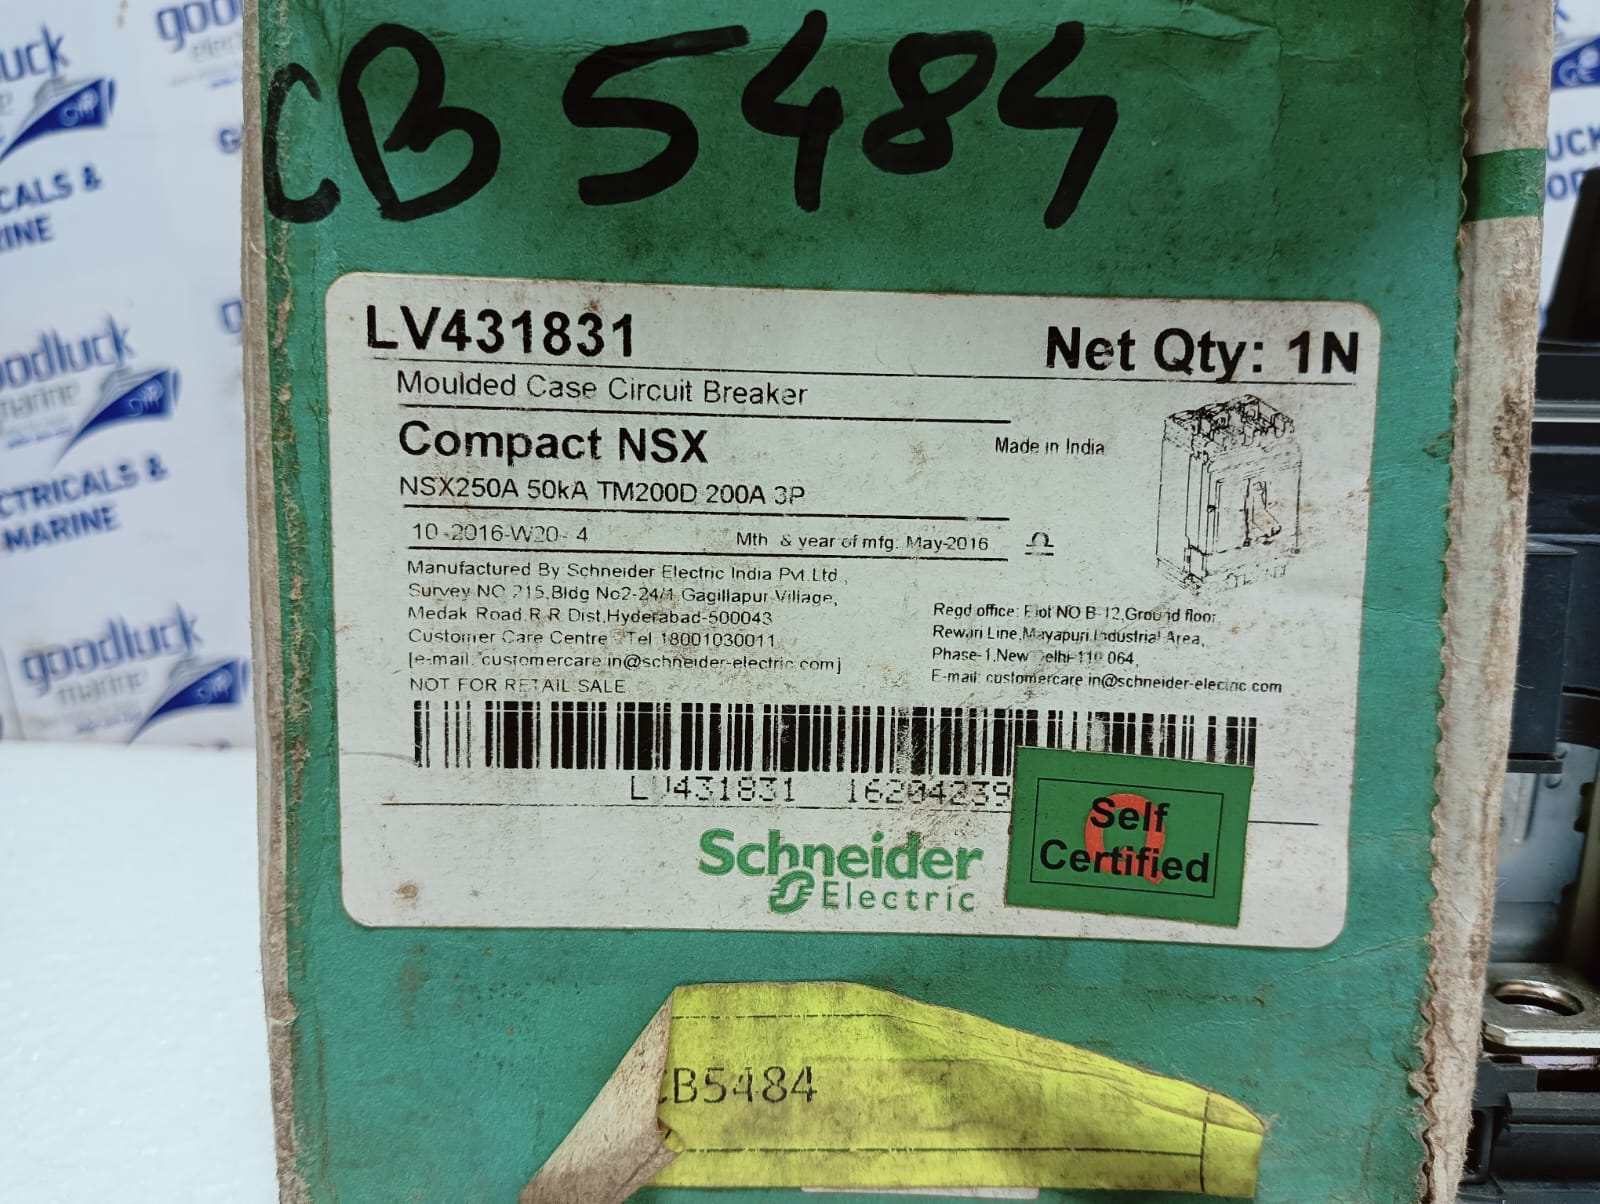 CB 5484
LV431831
Net Qty: 1N
Moulded Case Circuit Breaker
Compact NSX
Made in India
NSX250A 50kA TM200D 200A 3P
10-2016-W20-4
Mth & year of mfg: May-2016
Manufactured By Schneider Electric India Pvt.Ltd.,
Survey NO 215,Bldg No2-24/1,Gagillapur,Village,
Medak Road,R.R Dist,Hyderabad-500043
Customer Care Centre Tel 18001030011
[e-mail: customercare.in@schneider-electric.com]
NOT FOR RETAIL SALE
Regd office: Plot NO B-12,Ground floor
Rewari Line,Mayapuri,Industrial Area,
Phase-1,New Delhi-110 064,
E-mail: customercare.in@schneider-electric.com
LV431831 16204239
Self
Certified
Schneider
Electric
CB5484
goodluck
marine
ELECTRICALS &
MARINE
goodluck
marine